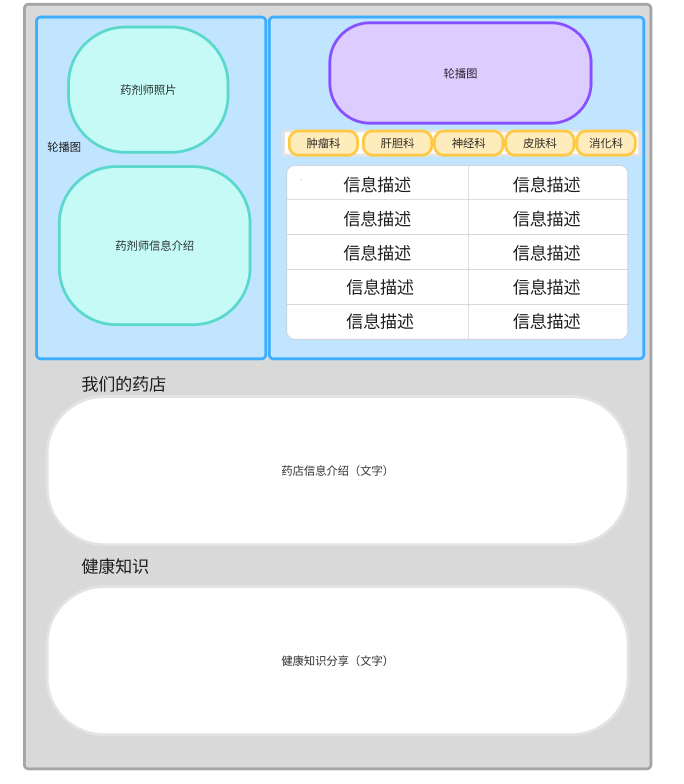 药剂师照片
轮播图
药剂师信息介绍
轮播图
肿瘤科 肝胆科 神经科 皮肤科 消化科
信息描述 信息描述
信息描述 信息描述
信息描述 信息描述
信息描述 信息描述
信息描述 信息描述
我们的药店
药店信息介绍（文字）
健康知识
健康知识分享（文字）